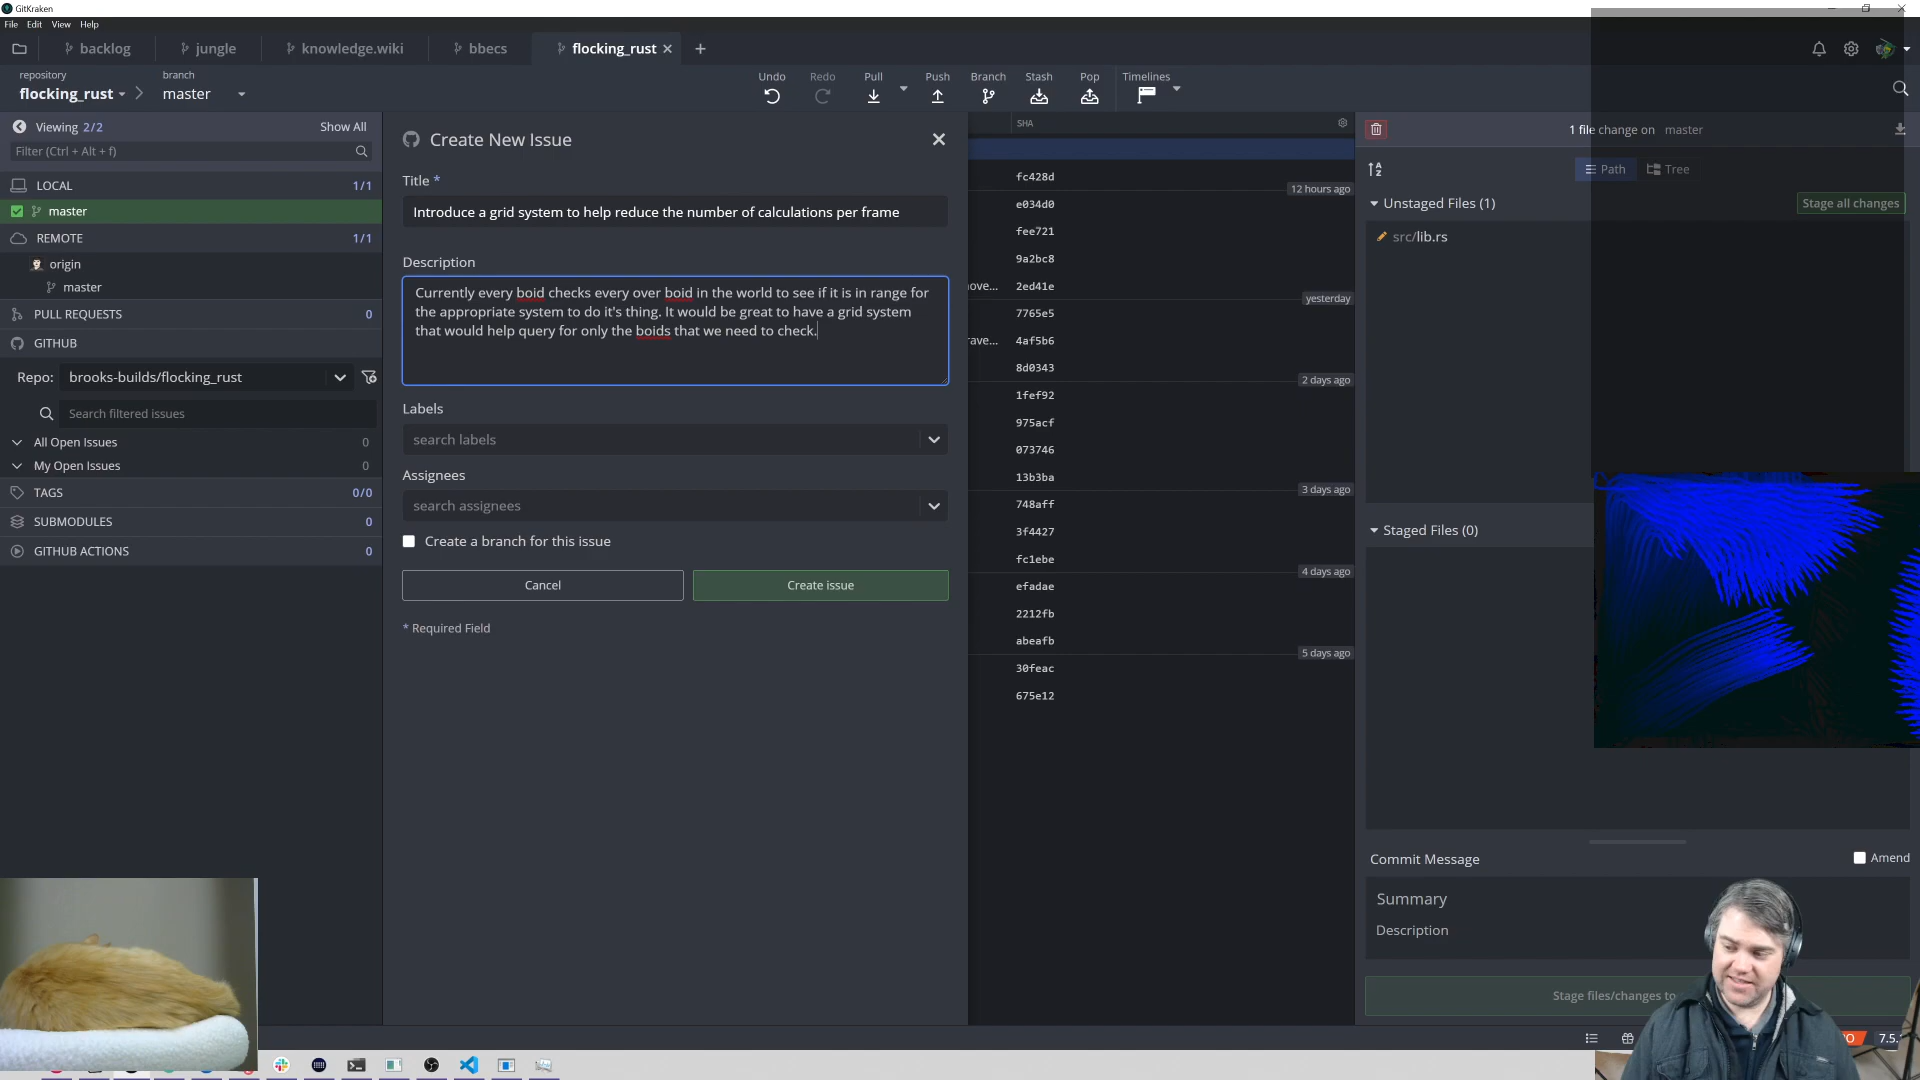 GitKraken
File Edit View Help
backlog
jungle
knowledge.wiki
bbecs
flocking_rust
repository
flocking_rust
branch
master
Undo
Redo
Pull
Push
Branch
Stash
Pop
Timelines
Viewing 2/2
Show All
Filter (Ctrl + Alt + f)
LOCAL 1/1
master
REMOTE 1/1
origin
master
PULL REQUESTS 0
GITHUB
Repo: brooks-builds/flocking_rust
Search filtered issues
All Open Issues 0
My Open Issues 0
TAGS 0/0
SUBMODULES 0
GITHUB ACTIONS 0
Create New Issue
Title *
Introduce a grid system to help reduce the number of calculations per frame
Description
Currently every boid checks every over boid in the world to see if it is in range for
the appropriate system to do it's thing. It would be great to have a grid system
that would help query for only the boids that we need to check.
Labels
search labels
Assignees
search assignees
Create a branch for this issue
Cancel
Create issue
* Required Field
SHA
fc428d
12 hours ago
e034d0
fee721
9a2bc8
ove... 2ed41e
yesterday
7765e5
rave... 4af5b6
8d0343
2 days ago
1fef92
975acf
073746
13b3ba
3 days ago
748aff
3f4427
fc1ebe
4 days ago
efadae
2212fb
abeafb
5 days ago
30feac
675e12
1 file change on master
Path
Tree
Unstaged Files (1)
Stage all changes
src/lib.rs
Staged Files (0)
Commit Message
Amend
Summary
Description
Stage files/changes to
7.5.